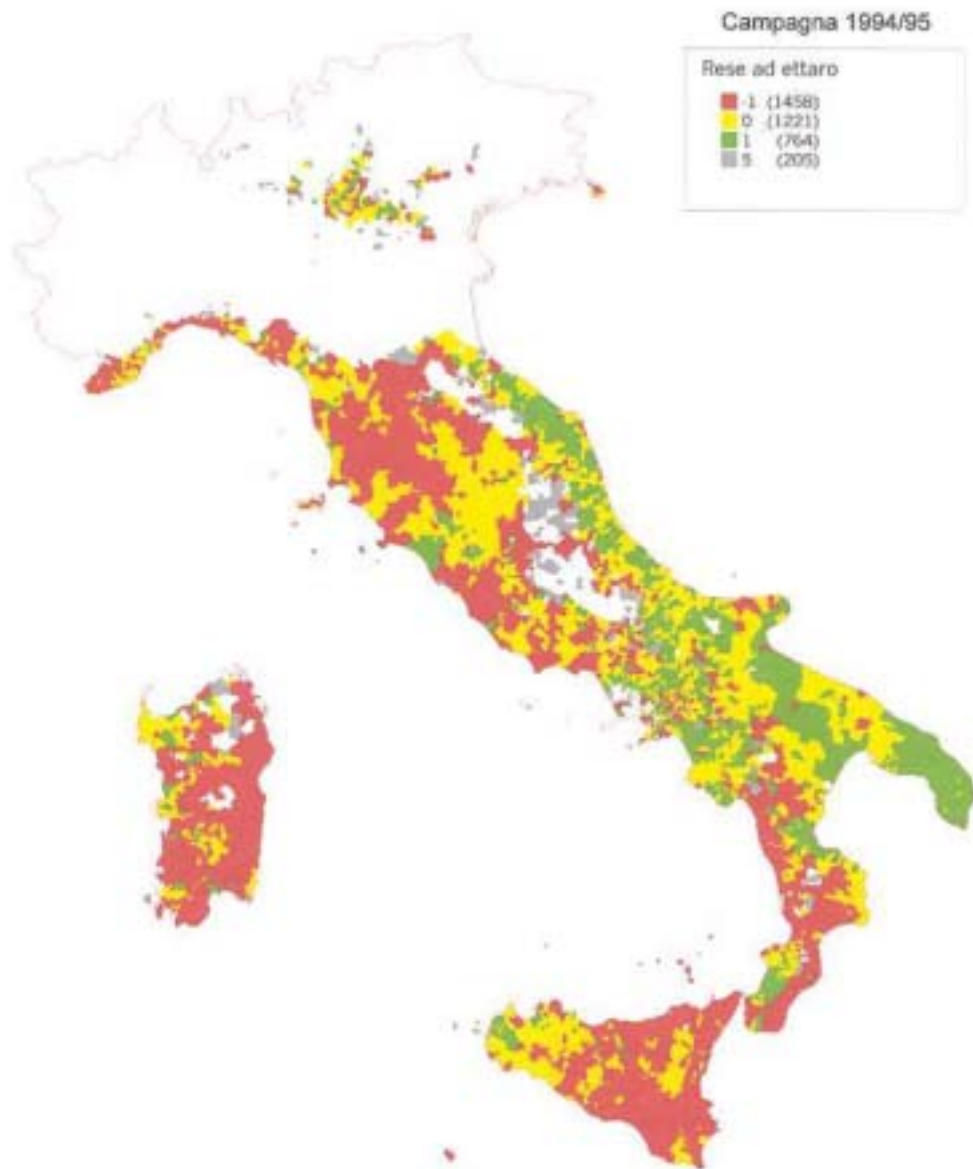 Campagna 1994/95
Rese ad ettaro
-1 (1458)
0 (1221)
1 (764)
5 (205)